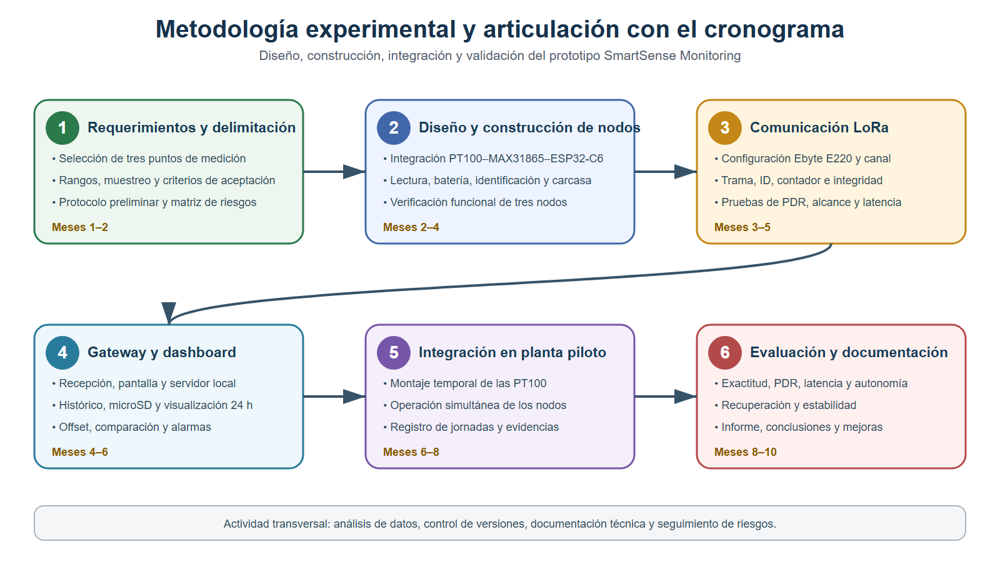 Metodología experimental y articulación con el cronograma
Diseño, construcción, integración y validación del prototipo SmartSense Monitoring
1
Requerimientos y delimitación
• Selección de tres puntos de medición
• Rangos, muestreo y criterios de aceptación
• Protocolo preliminar y matriz de riesgos
Meses 1–2
2
Diseño y construcción de nodos
• Integración PT100–MAX31865–ESP32-C6
• Lectura, batería, identificación y carcasa
• Verificación funcional de tres nodos
Meses 2–4
3
Comunicación LoRa
• Configuración Ebyte E220 y canal
• Trama, ID, contador e integridad
• Pruebas de PDR, alcance y latencia
Meses 3–5
4
Gateway y dashboard
• Recepción, pantalla y servidor local
• Histórico, microSD y visualización 24 h
• Offset, comparación y alarmas
Meses 4–6
5
Integración en planta piloto
• Montaje temporal de las PT100
• Operación simultánea de los nodos
• Registro de jornadas y evidencias
Meses 6–8
6
Evaluación y documentación
• Exactitud, PDR, latencia y autonomía
• Recuperación y estabilidad
• Informe, conclusiones y mejoras
Meses 8–10
Actividad transversal: análisis de datos, control de versiones, documentación técnica y seguimiento de riesgos.